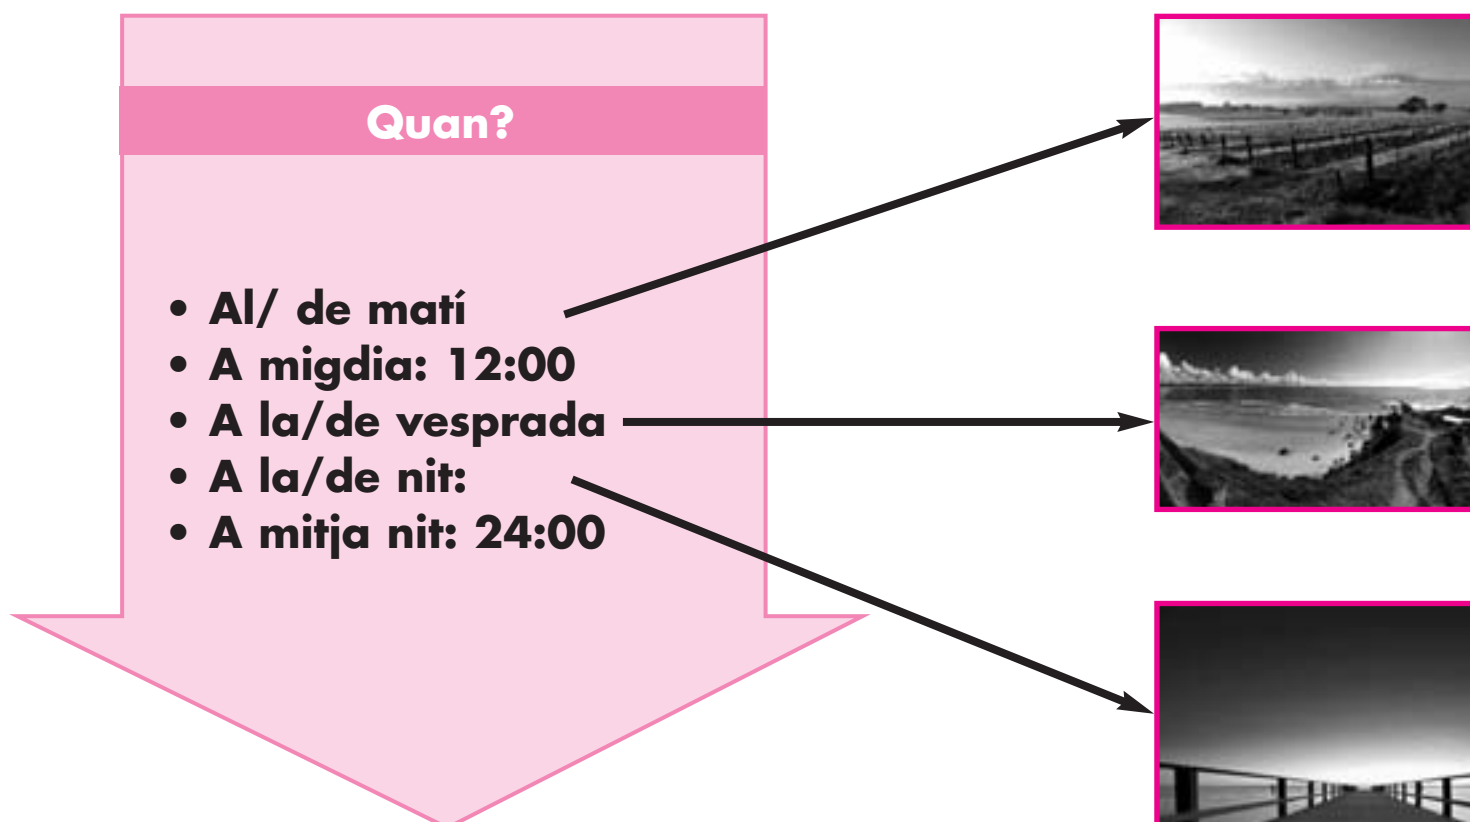 Quan?
• Al/ de matí
• A migdia: 12:00
• A la/de vesprada
• A la/de nit:
• A mitja nit: 24:00